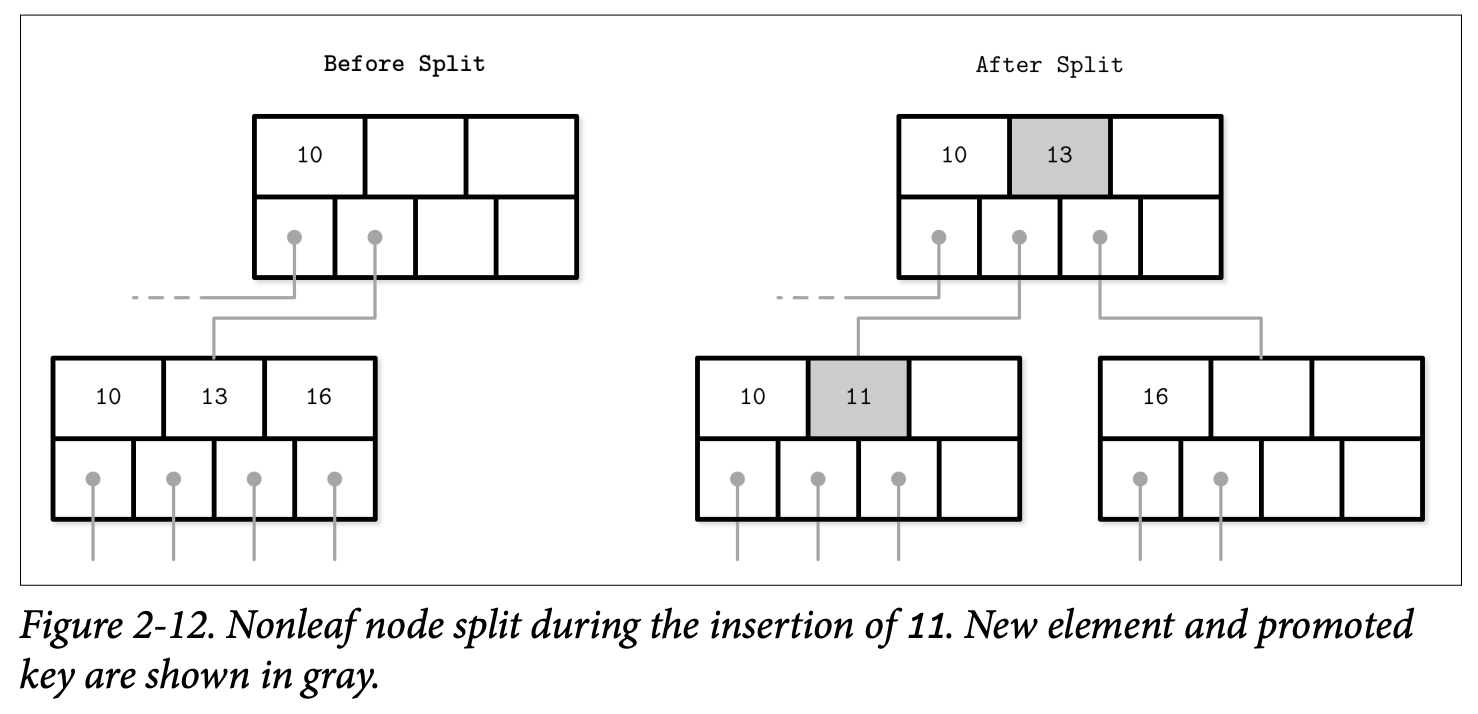 Before Split
After Split
10
10 13
10 13 16
10 11
16
Figure 2-12. Nonleaf node split during the insertion of 11. New element and promoted
key are shown in gray.